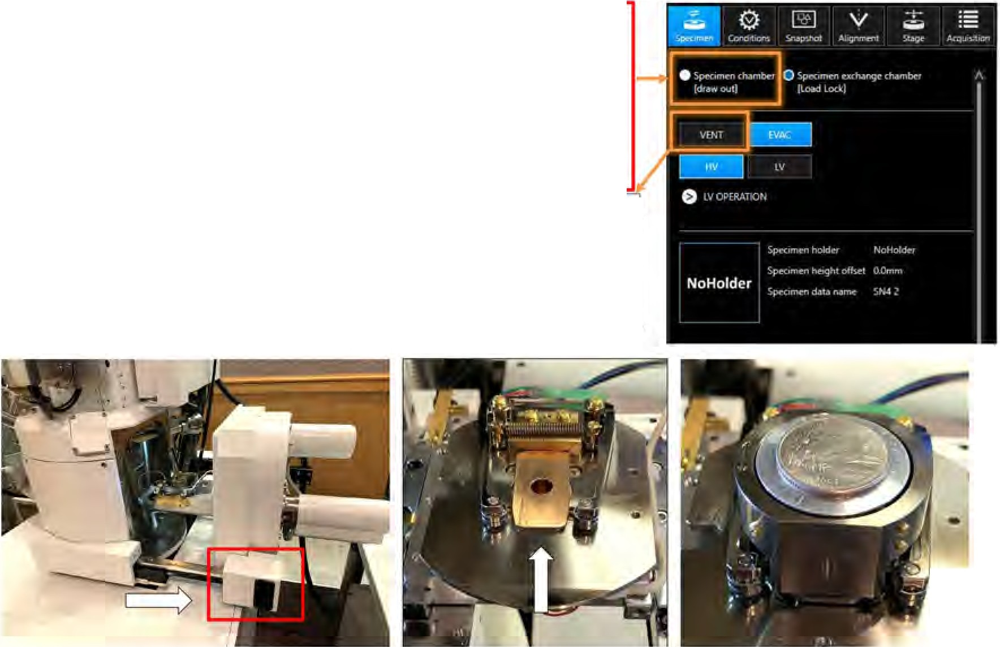 Specimen
Conditions
Snapshot
Alignment
Stage
Acquisition
Specimen chamber
[draw out]
Specimen exchange chamber
[Load Lock]
VENT
EVAC
HV
LV
LV OPERATION
NoHolder
Specimen holder NoHolder
Specimen height offset 0.0mm
Specimen data name SN4 2